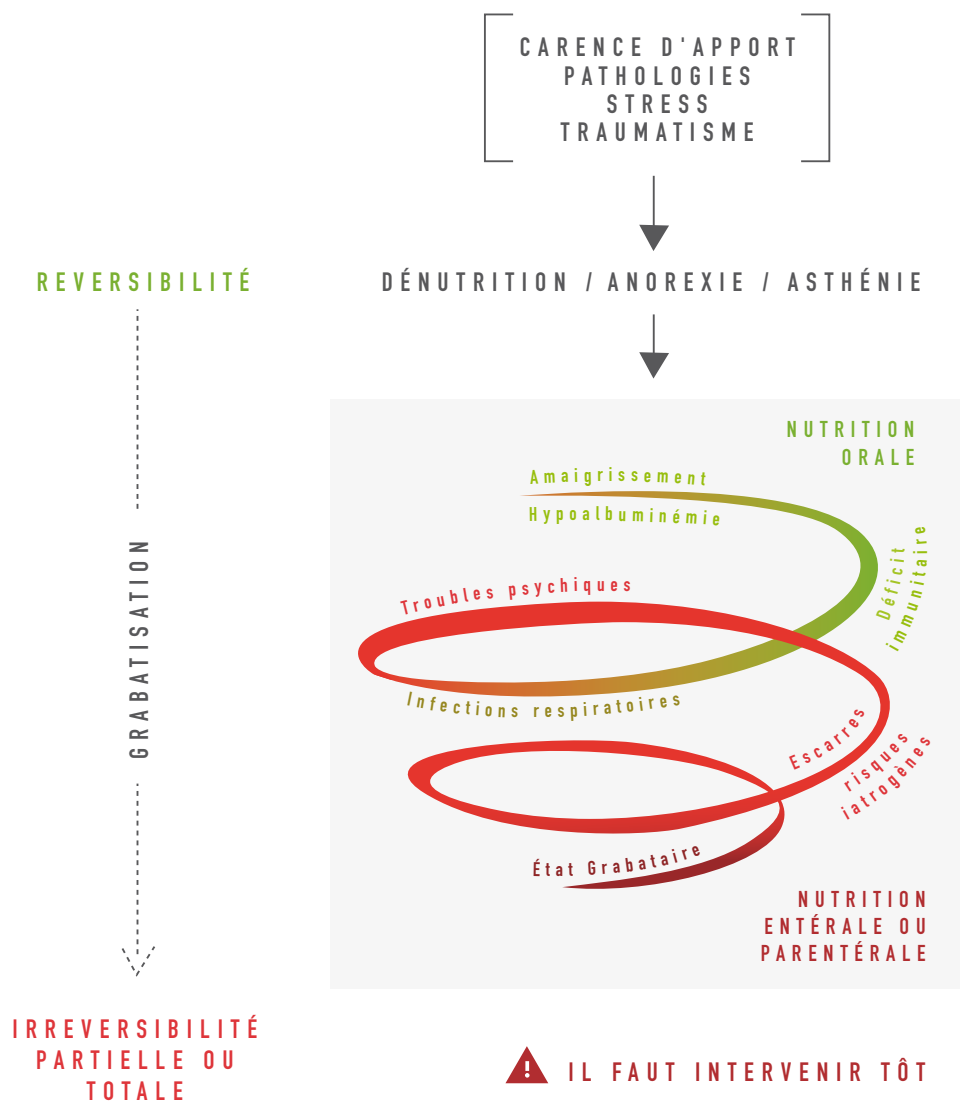 CARENCE D'APPORT
PATHOLOGIES
STRESS
TRAUMATISME
REVERSIBILITÉ
DÉNUTRITION / ANOREXIE / ASTHÉNIE
NUTRITION
ORALE
Amaigrissement
Hypoalbuminémie
Déficit
immunitaire
Troubles psychiques
Infections respiratoires
Escarres
risques
iatrogènes
État Grabataire
GRABATISATION
NUTRITION
ENTÉRALE OU
PARENTÉRALE
IRREVERSIBILITÉ
PARTIELLE OU
TOTALE
! IL FAUT INTERVENIR TÔT